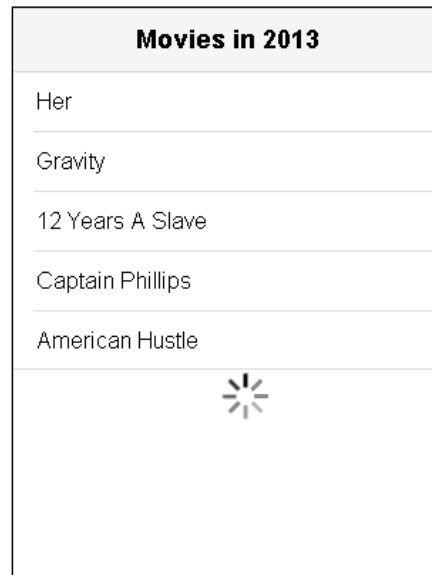 Movies in 2013
Her
Gravity
12 Years A Slave
Captain Phillips
American Hustle